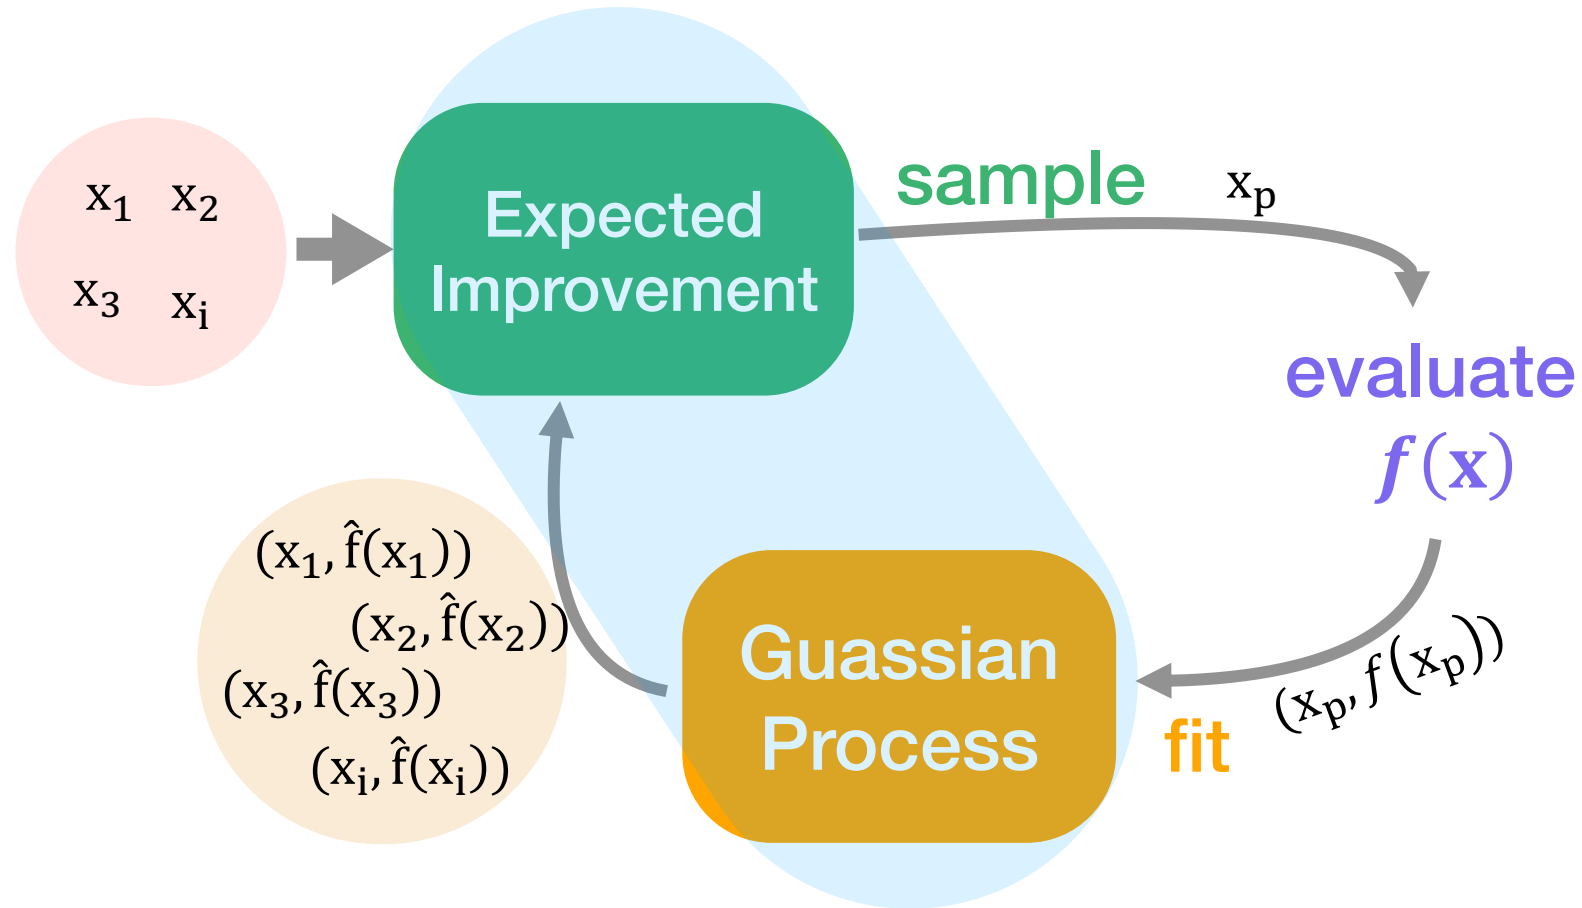 x₁ x₂
x₃ xᵢ
Expected
Improvement
sample xₚ
evaluate
f(x)
(xₚ, f(xₚ))
fit
Guassian
Process
(x₁, f̂(x₁))
(x₂, f̂(x₂))
(x₃, f̂(x₃))
(xᵢ, f̂(xᵢ))